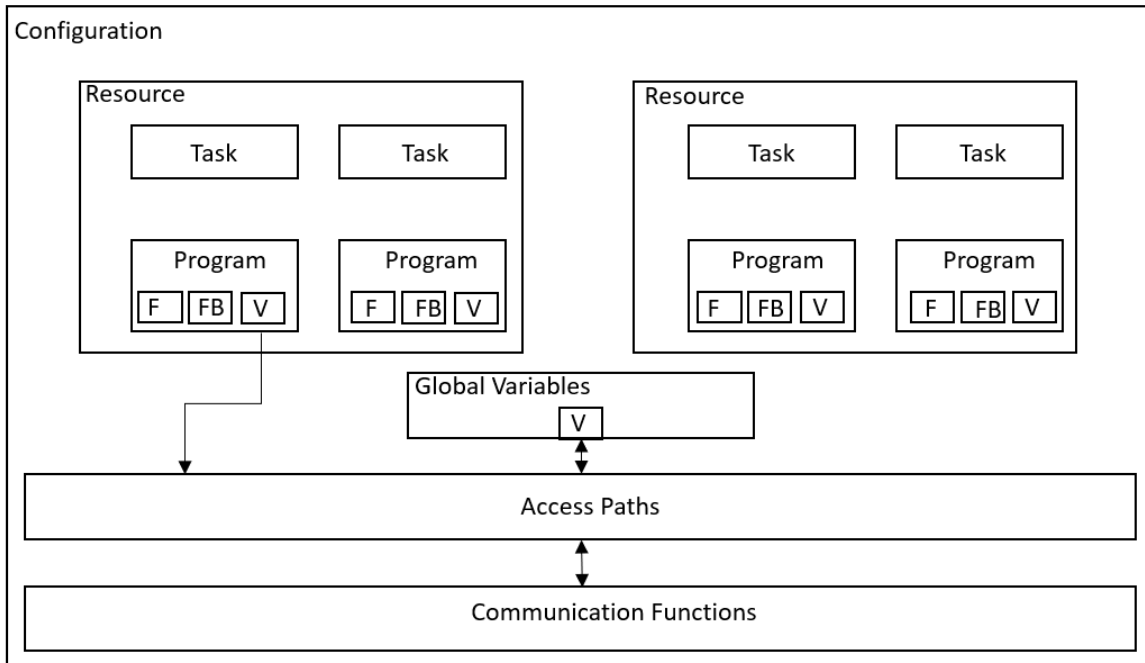 Configuration
Resource
Resource
Task
Task
Task
Task
Program
Program
Program
Program
F FB V
F FB V
F FB V
F FB V
Global Variables
V
Access Paths
Communication Functions